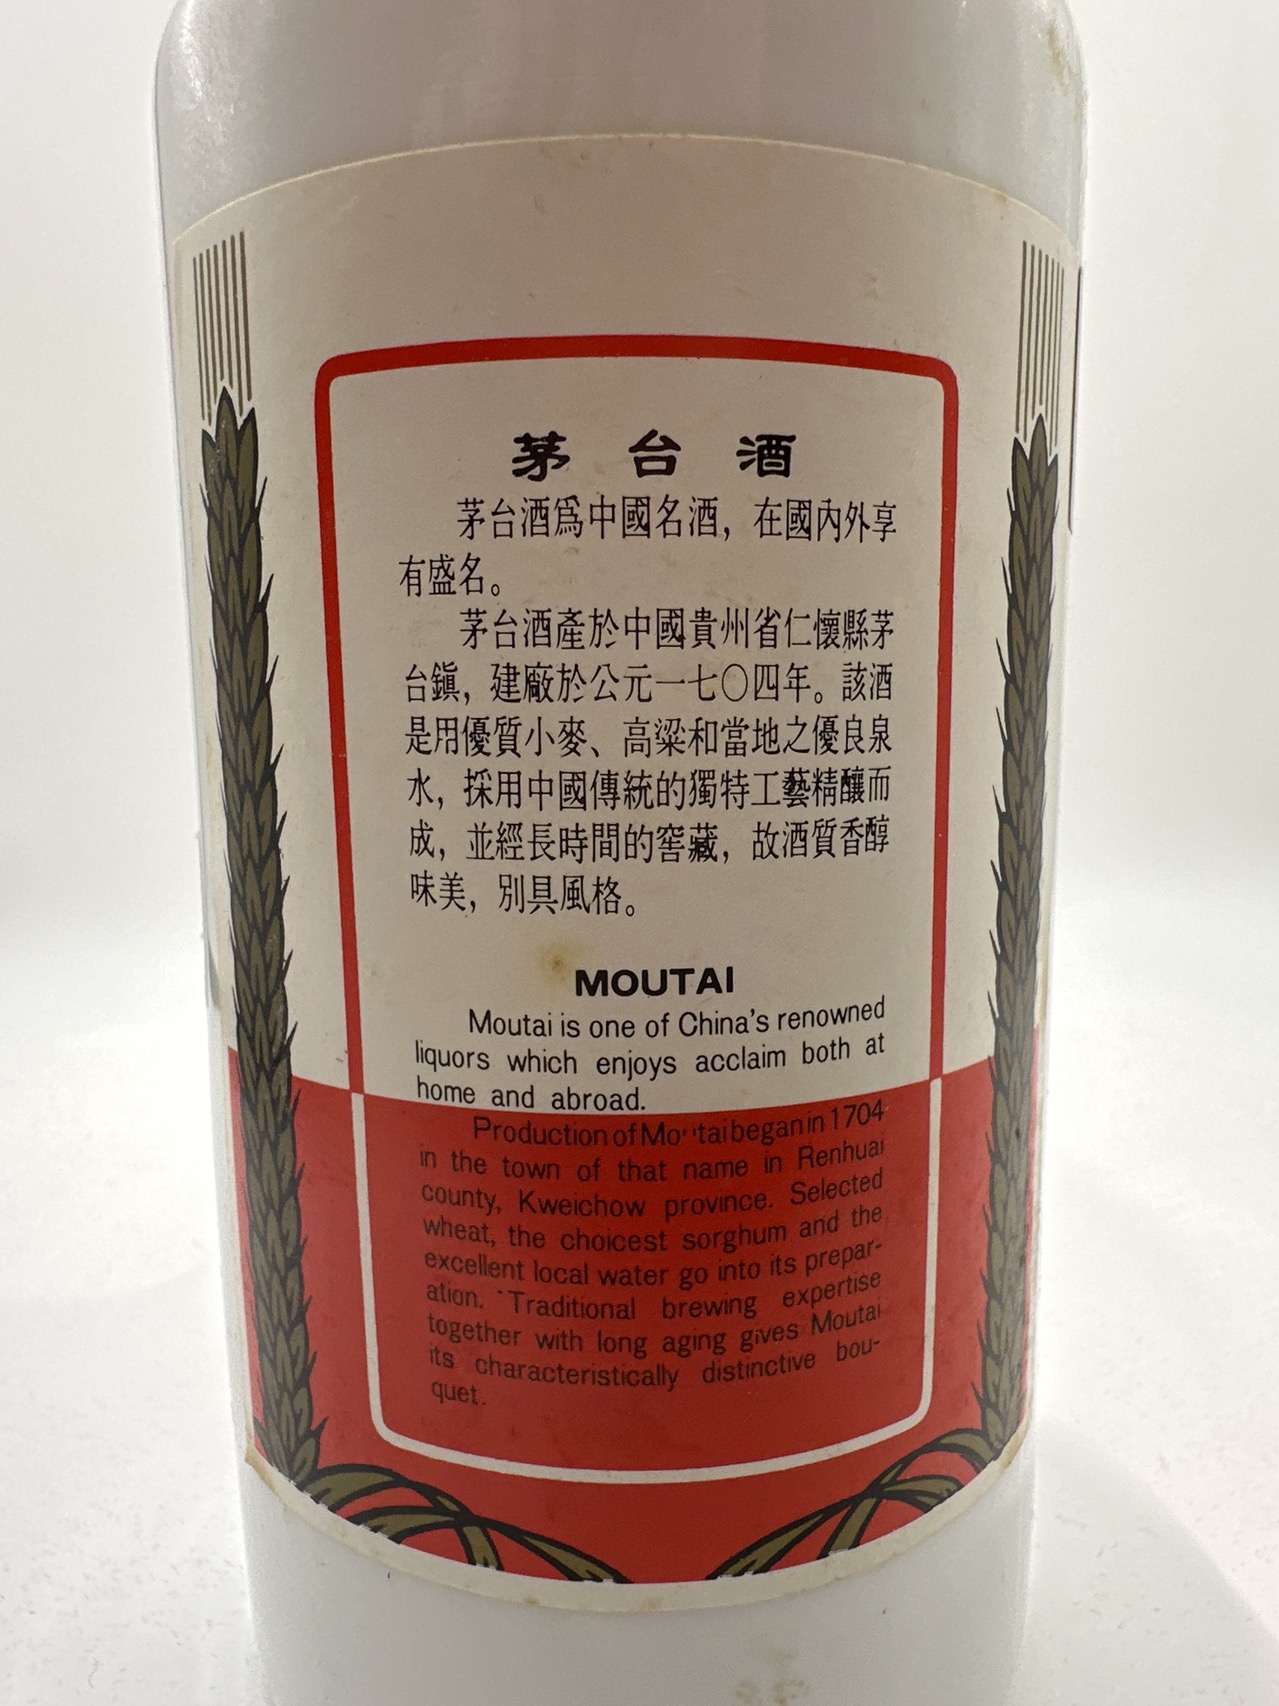 茅台酒
茅台酒爲中國名酒，在國內外享
有盛名。
茅台酒產於中國貴州省仁懷縣茅
台鎭，建廠於公元一七〇四年。該酒
是用優質小麥、高粱和當地之優良泉
水，採用中國傳統的獨特工藝精釀而
成，並經長時間的窖藏，故酒質香醇
味美，別具風格。
MOUTAI
Moutai is one of China's renowned
liquors which enjoys acclaim both at
home and abroad.
Production of Moutai began in 1704
in the town of that name in Renhuai
county, Kweichow province. Selected
wheat, the choicest sorghum and the
excellent local water go into its prepar-
ation. Traditional brewing expertise
together with long aging gives Moutai
its characteristically distinctive bou-
quet.